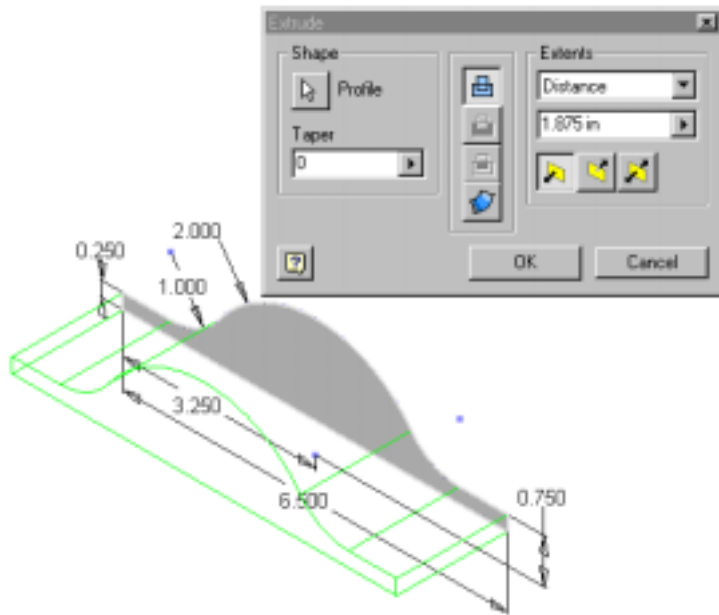 Extrude
Shape
Profile
Taper
0
Extents
Distance
1.875 in
OK
Cancel
0.250
2.000
1.000
3.250
6.500
0.750